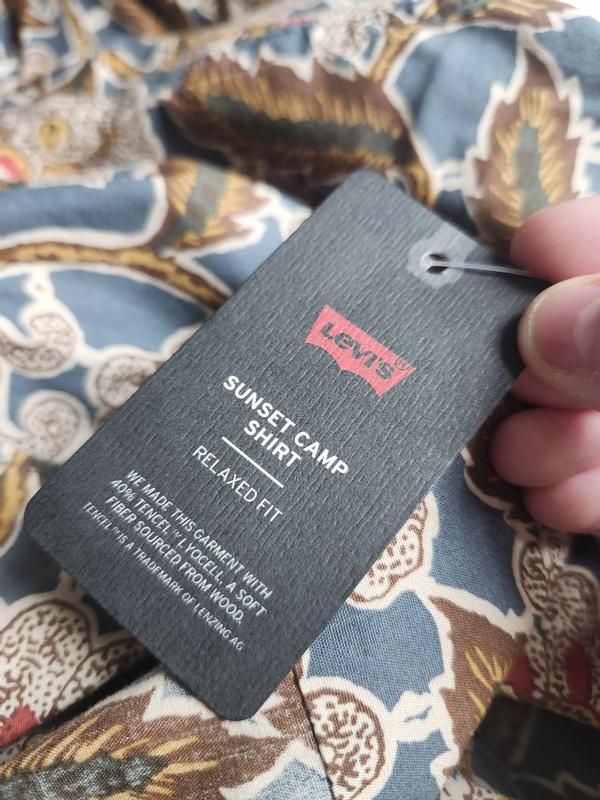 Levi's®
SUNSET CAMP
SHIRT
RELAXED FIT
WE MADE THIS GARMENT WITH
40% TENCEL™ LYOCELL, A SOFT
FIBER SOURCED FROM WOOD.
TENCEL™ IS A TRADEMARK OF LENZING AG